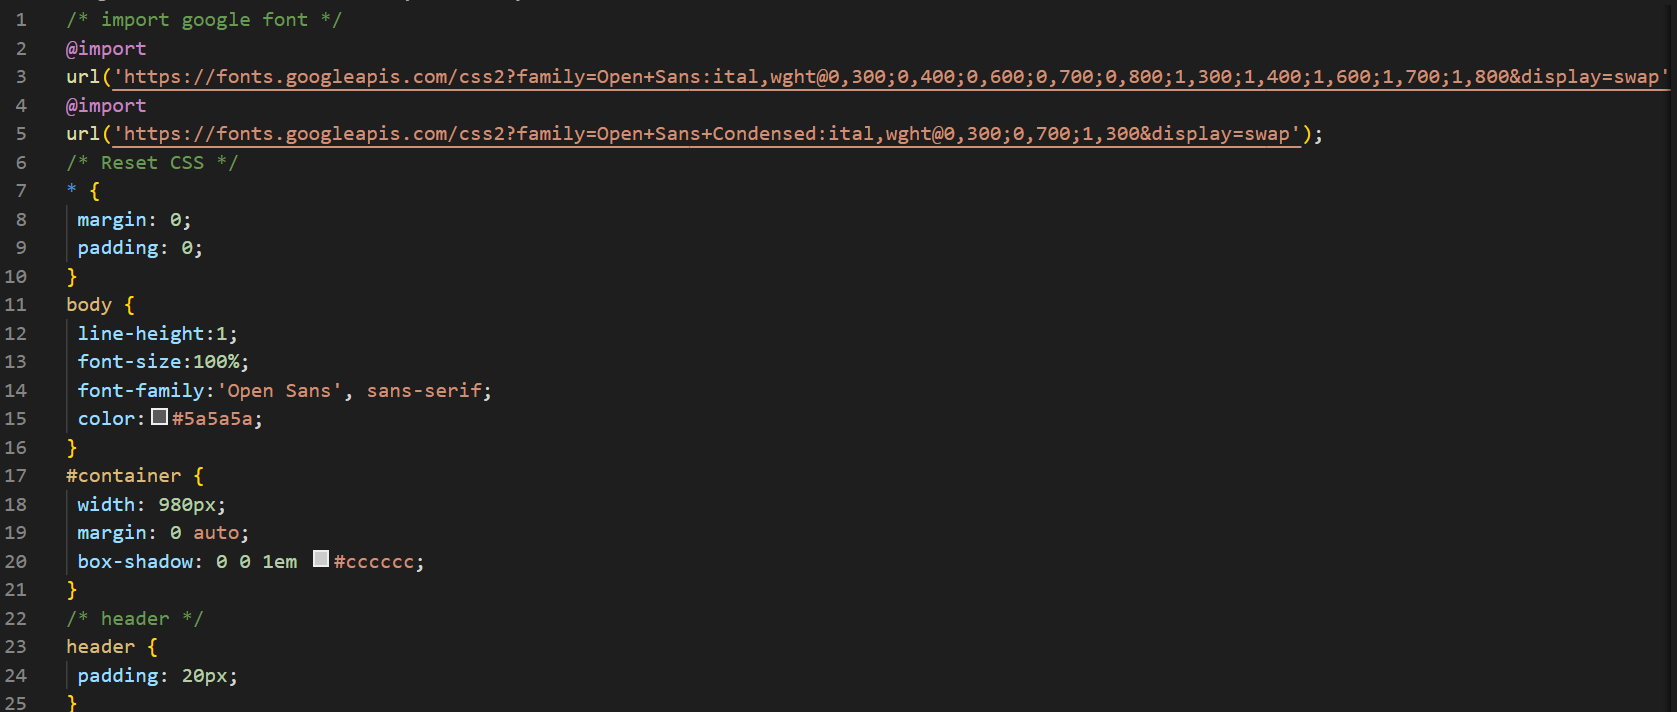 1 /* import google font */
2 @import
3 url('https://fonts.googleapis.com/css2?family=Open+Sans:ital,wght@0,300;0,400;0,600;0,700;0,800;1,300;1,400;1,600;1,700;1,800&display=swap'
4 @import
5 url('https://fonts.googleapis.com/css2?family=Open+Sans+Condensed:ital,wght@0,300;0,700;1,300&display=swap');
6 /* Reset CSS */
7 * {
8 margin: 0;
9 padding: 0;
10 }
11 body {
12 line-height:1;
13 font-size:100%;
14 font-family:'Open Sans', sans-serif;
15 color:#5a5a5a;
16 }
17 #container {
18 width: 980px;
19 margin: 0 auto;
20 box-shadow: 0 0 1em #cccccc;
21 }
22 /* header */
23 header {
24 padding: 20px;
25 }